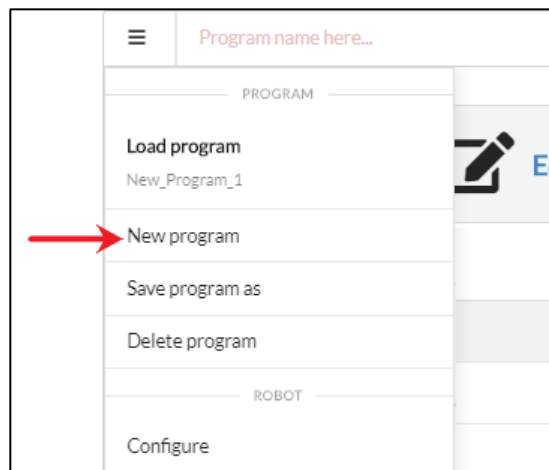 Program name here...
PROGRAM
Load program
New_Program_1
New program
Save program as
Delete program
ROBOT
Configure